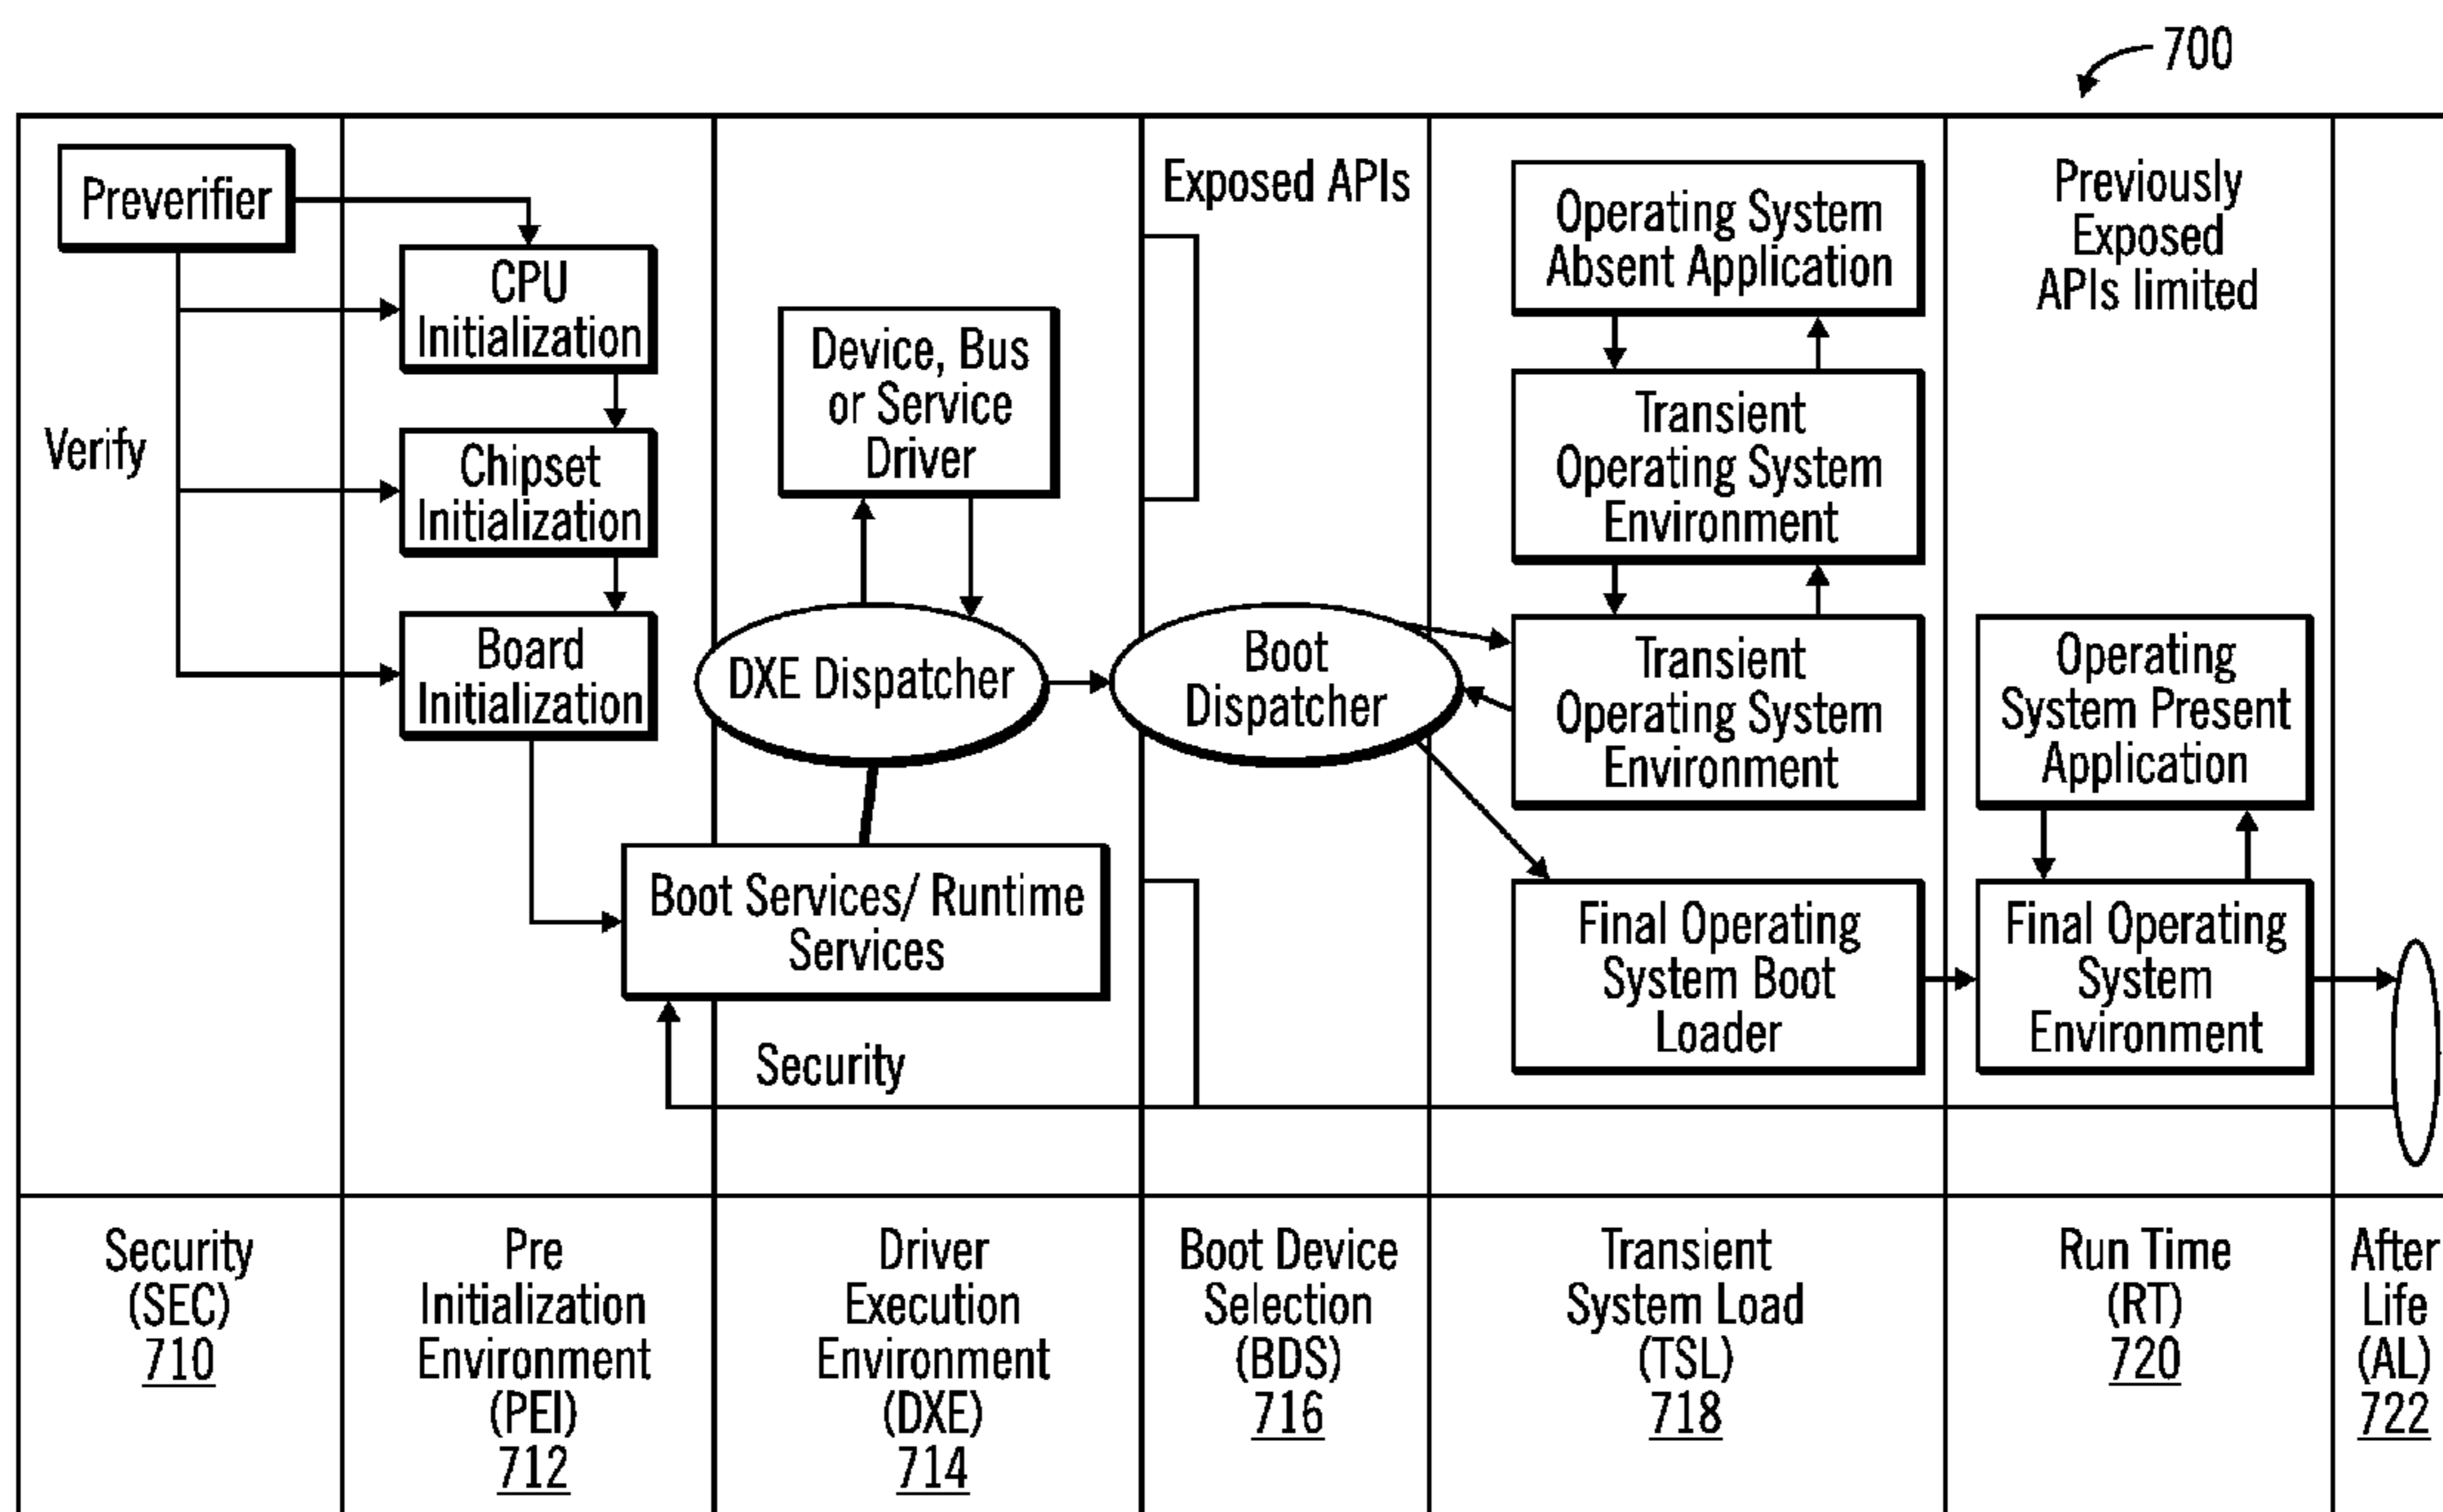 700
Preverifier
Verify
CPU
Initialization
Chipset
Initialization
Board
Initialization
Device, Bus
or Service
Driver
DXE Dispatcher
Boot Services/ Runtime
Services
Security
Exposed APIs
Boot
Dispatcher
Operating System
Absent Application
Transient
Operating System
Environment
Transient
Operating System
Environment
Final Operating
System Boot
Loader
Previously
Exposed
APIs limited
Operating
System Present
Application
Final Operating
System
Environment
Security
(SEC)
710
Pre
Initialization
Environment
(PEI)
712
Driver
Execution
Environment
(DXE)
714
Boot Device
Selection
(BDS)
716
Transient
System Load
(TSL)
718
Run Time
(RT)
720
After
Life
(AL)
722